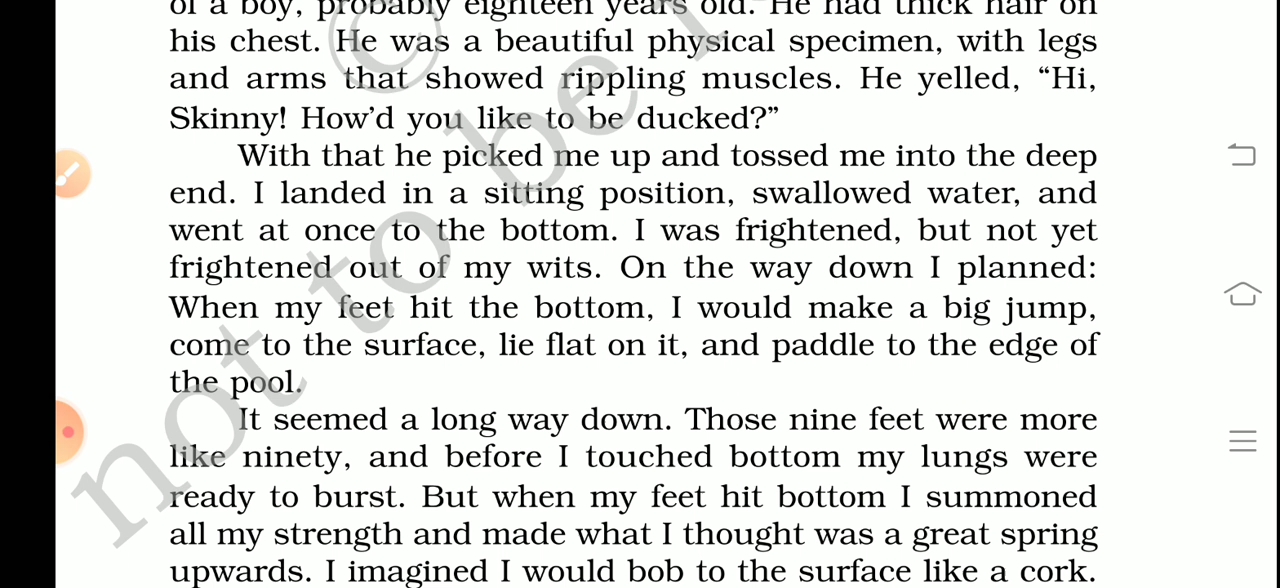 of a boy, probably eighteen years old. He had thick hair on
his chest. He was a beautiful physical specimen, with legs
and arms that showed rippling muscles. He yelled, “Hi,
Skinny! How’d you like to be ducked?”
With that he picked me up and tossed me into the deep
end. I landed in a sitting position, swallowed water, and
went at once to the bottom. I was frightened, but not yet
frightened out of my wits. On the way down I planned:
When my feet hit the bottom, I would make a big jump,
come to the surface, lie flat on it, and paddle to the edge of
the pool.
It seemed a long way down. Those nine feet were more
like ninety, and before I touched bottom my lungs were
ready to burst. But when my feet hit bottom I summoned
all my strength and made what I thought was a great spring
upwards. I imagined I would bob to the surface like a cork.
©
not to be r